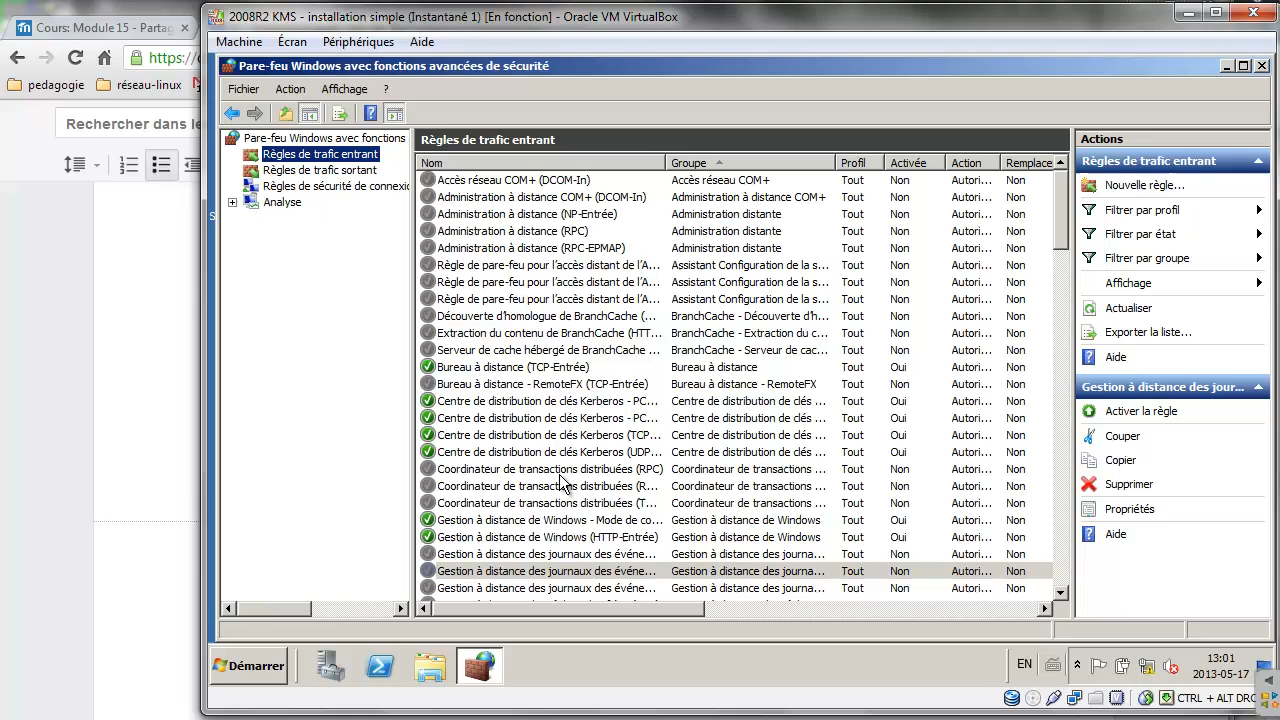 Cours: Module 15 - Partag
https://c
pedagogie
réseau-linux
Rechercher dans le
2008R2 KMS - installation simple (Instantané 1) [En fonction] - Oracle VM VirtualBox
Machine Écran Périphériques Aide
Pare-feu Windows avec fonctions avancées de sécurité
Fichier Action Affichage ?
Pare-feu Windows avec fonctions
Règles de trafic entrant
Règles de trafic sortant
Règles de sécurité de connexio
Analyse
Règles de trafic entrant
Nom Groupe Profil Activée Action Remplace
Accès réseau COM+ (DCOM-In) Accès réseau COM+ Tout Non Autori... Non
Administration à distance COM+ (DCOM-In) Administration à distance COM+ Tout Non Autori... Non
Administration à distance (NP-Entrée) Administration distante Tout Non Autori... Non
Administration à distance (RPC) Administration distante Tout Non Autori... Non
Administration à distance (RPC-EPMAP) Administration distante Tout Non Autori... Non
Règle de pare-feu pour l'accès distant de l'A... Assistant Configuration de la s... Tout Non Autori... Non
Règle de pare-feu pour l'accès distant de l'A... Assistant Configuration de la s... Tout Non Autori... Non
Règle de pare-feu pour l'accès distant de l'A... Assistant Configuration de la s... Tout Non Autori... Non
Découverte d'homologue de BranchCache (... BranchCache - Découverte d'h... Tout Non Autori... Non
Extraction du contenu de BranchCache (HTT... BranchCache - Extraction du c... Tout Non Autori... Non
Serveur de cache hébergé de BranchCache ... BranchCache - Serveur de cac... Tout Non Autori... Non
Bureau à distance (TCP-Entrée) Bureau à distance Tout Oui Autori... Non
Bureau à distance - RemoteFX (TCP-Entrée) Bureau à distance - RemoteFX Tout Non Autori... Non
Centre de distribution de clés Kerberos - PC... Centre de distribution de clés ... Tout Oui Autori... Non
Centre de distribution de clés Kerberos - PC... Centre de distribution de clés ... Tout Oui Autori... Non
Centre de distribution de clés Kerberos (TCP... Centre de distribution de clés ... Tout Oui Autori... Non
Centre de distribution de clés Kerberos (UDP... Centre de distribution de clés ... Tout Oui Autori... Non
Coordinateur de transactions distribuées (RPC) Coordinateur de transactions ... Tout Non Autori... Non
Coordinateur de transactions distribuées (R... Coordinateur de transactions ... Tout Non Autori... Non
Coordinateur de transactions distribuées (T... Coordinateur de transactions ... Tout Non Autori... Non
Gestion à distance de Windows - Mode de co... Gestion à distance de Windows Tout Oui Autori... Non
Gestion à distance de Windows (HTTP-Entrée) Gestion à distance de Windows Tout Oui Autori... Non
Gestion à distance des journaux des événe... Gestion à distance des journa... Tout Non Autori... Non
Gestion à distance des journaux des événe... Gestion à distance des journa... Tout Non Autori... Non
Gestion à distance des journaux des événe... Gestion à distance des journa... Tout Non Autori... Non
Actions
Règles de trafic entrant
Nouvelle règle...
Filtrer par profil
Filtrer par état
Filtrer par groupe
Affichage
Actualiser
Exporter la liste...
Aide
Gestion à distance des jour...
Activer la règle
Couper
Copier
Supprimer
Propriétés
Aide
Démarrer
EN
13:01
2013-05-17
CTRL + ALT DRO